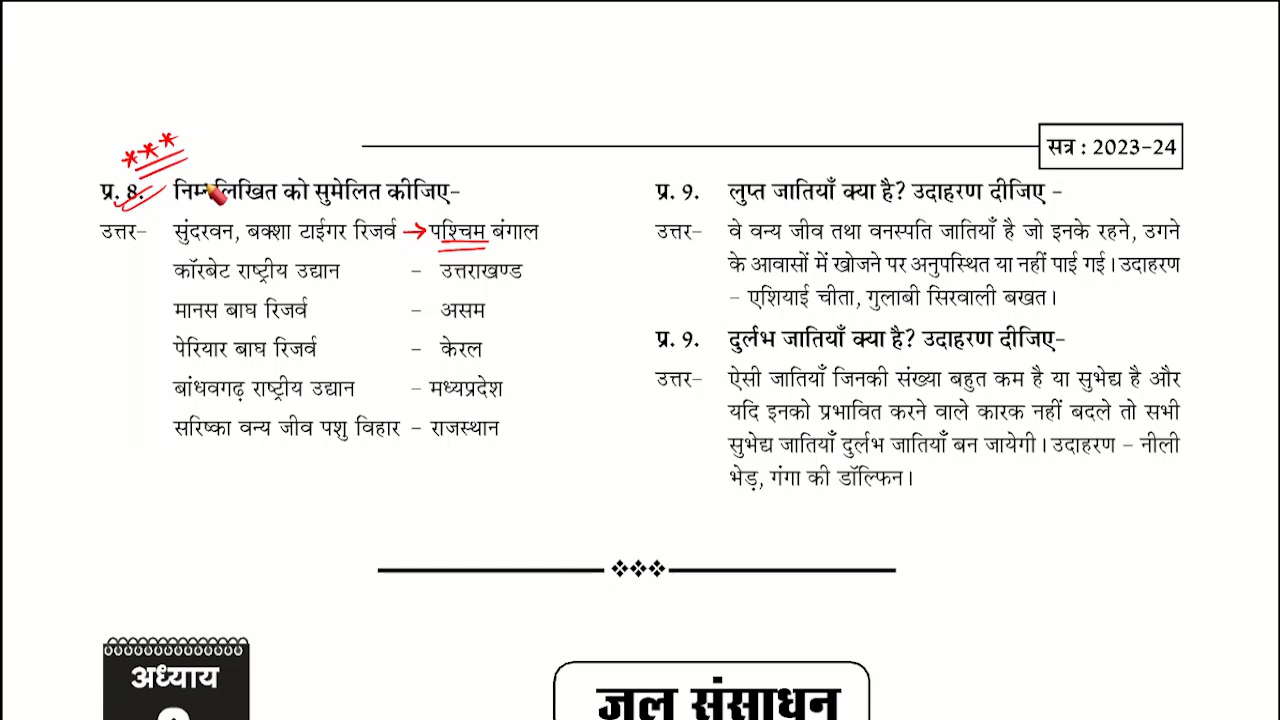 सत्र : 2023-24
***
प्र. 8. निम्नलिखित को सुमेलित कीजिए-
उत्तर- सुंदरवन, बक्शा टाईगर रिजर्व → पश्चिम बंगाल
कॉरबेट राष्ट्रीय उद्यान - उत्तराखण्ड
मानस बाघ रिजर्व - असम
पेरियार बाघ रिजर्व - केरल
बांधवगढ़ राष्ट्रीय उद्यान - मध्यप्रदेश
सरिष्का वन्य जीव पशु विहार - राजस्थान
प्र. 9. लुप्त जातियाँ क्या है? उदाहरण दीजिए -
उत्तर- वे वन्य जीव तथा वनस्पति जातियाँ है जो इनके रहने, उगने
के आवासों में खोजने पर अनुपस्थित या नहीं पाई गई। उदाहरण
- एशियाई चीता, गुलाबी सिरवाली बखत।
प्र. 9. दुर्लभ जातियाँ क्या है? उदाहरण दीजिए-
उत्तर- ऐसी जातियाँ जिनकी संख्या बहुत कम है या सुभेद्य है और
यदि इनको प्रभावित करने वाले कारक नहीं बदले तो सभी
सुभेद्य जातियाँ दुर्लभ जातियाँ बन जायेगी। उदाहरण - नीली
भेड़, गंगा की डॉल्फिन।
अध्याय
जल संसाधन